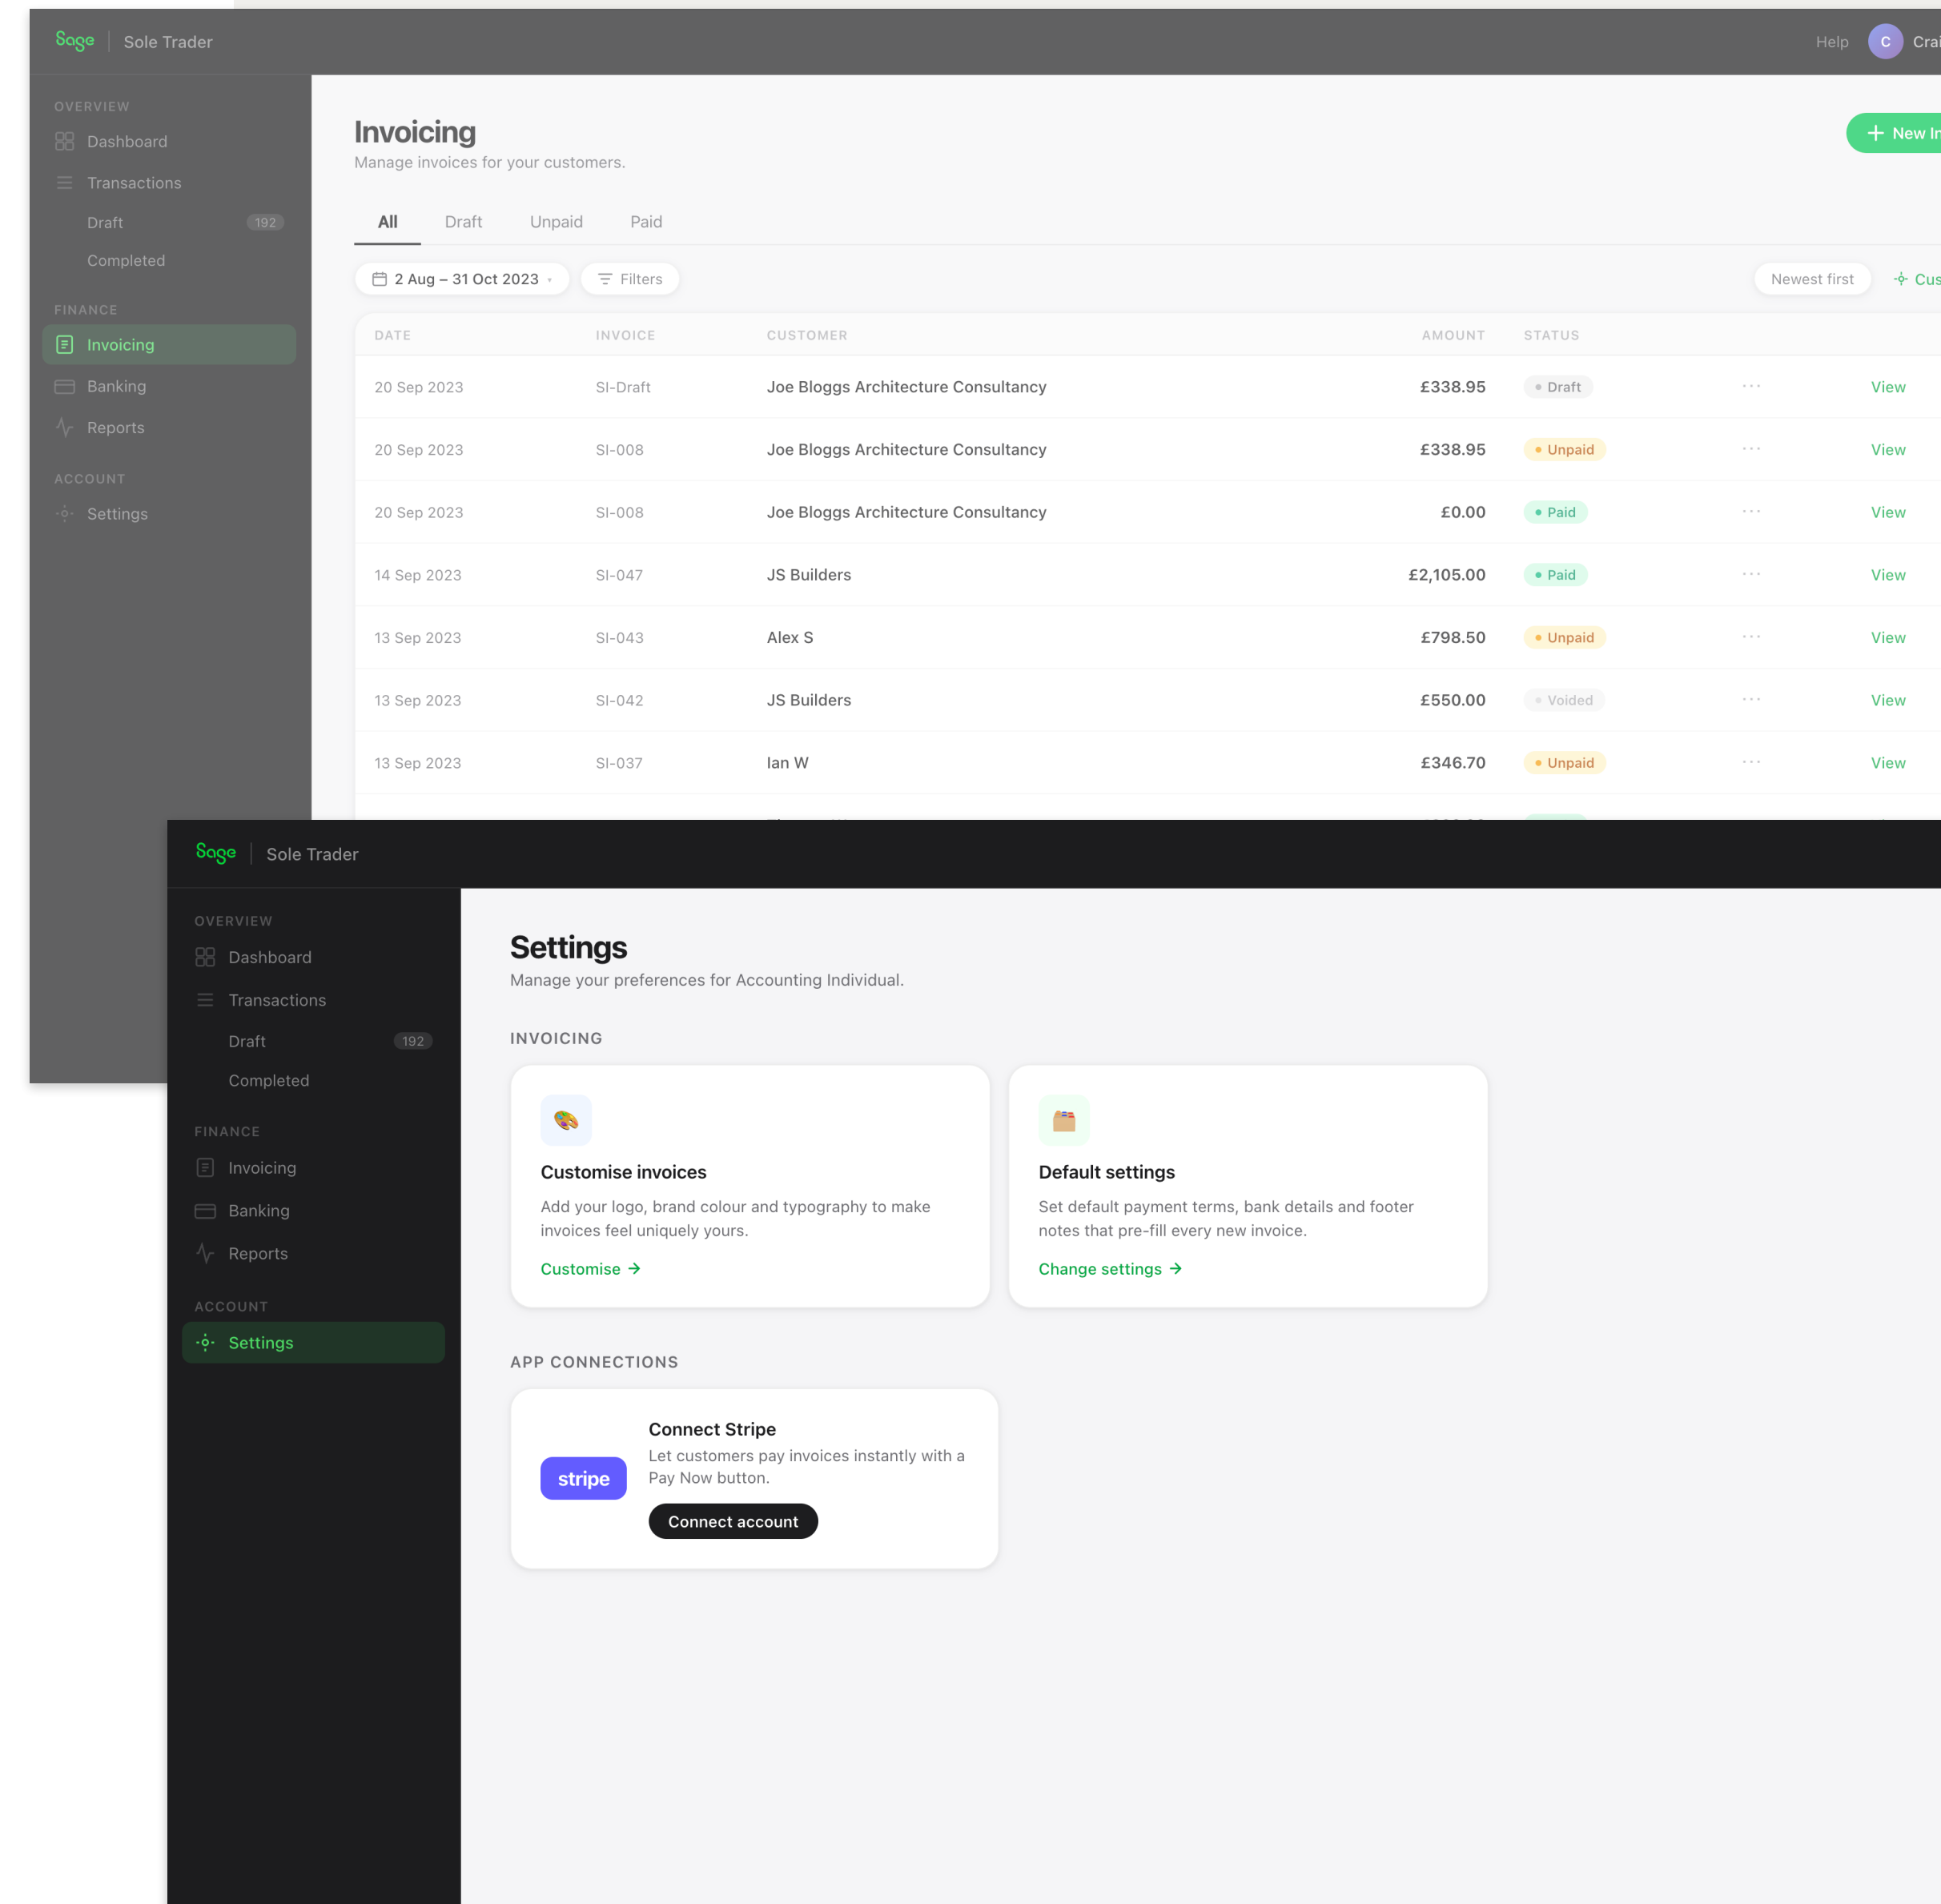 Sage Sole Trader Help C Crai
OVERVIEW
Dashboard
Transactions
Draft 192
Completed
FINANCE
Invoicing
Banking
Reports
ACCOUNT
Settings
Invoicing
Manage invoices for your customers.
New In
All Draft Unpaid Paid
2 Aug – 31 Oct 2023 Filters Newest first Cus
DATE INVOICE CUSTOMER AMOUNT STATUS
20 Sep 2023 SI-Draft Joe Bloggs Architecture Consultancy £338.95 Draft ... View
20 Sep 2023 SI-008 Joe Bloggs Architecture Consultancy £338.95 Unpaid ... View
20 Sep 2023 SI-008 Joe Bloggs Architecture Consultancy £0.00 Paid ... View
14 Sep 2023 SI-047 JS Builders £2,105.00 Paid ... View
13 Sep 2023 SI-043 Alex S £798.50 Unpaid ... View
13 Sep 2023 SI-042 JS Builders £550.00 Voided ... View
13 Sep 2023 SI-037 Ian W £346.70 Unpaid ... View
Sage Sole Trader
OVERVIEW
Dashboard
Transactions
Draft 192
Completed
FINANCE
Invoicing
Banking
Reports
ACCOUNT
Settings
Settings
Manage your preferences for Accounting Individual.
INVOICING
Customise invoices
Add your logo, brand colour and typography to make
invoices feel uniquely yours.
Customise →
Default settings
Set default payment terms, bank details and footer
notes that pre-fill every new invoice.
Change settings →
APP CONNECTIONS
stripe
Connect Stripe
Let customers pay invoices instantly with a
Pay Now button.
Connect account